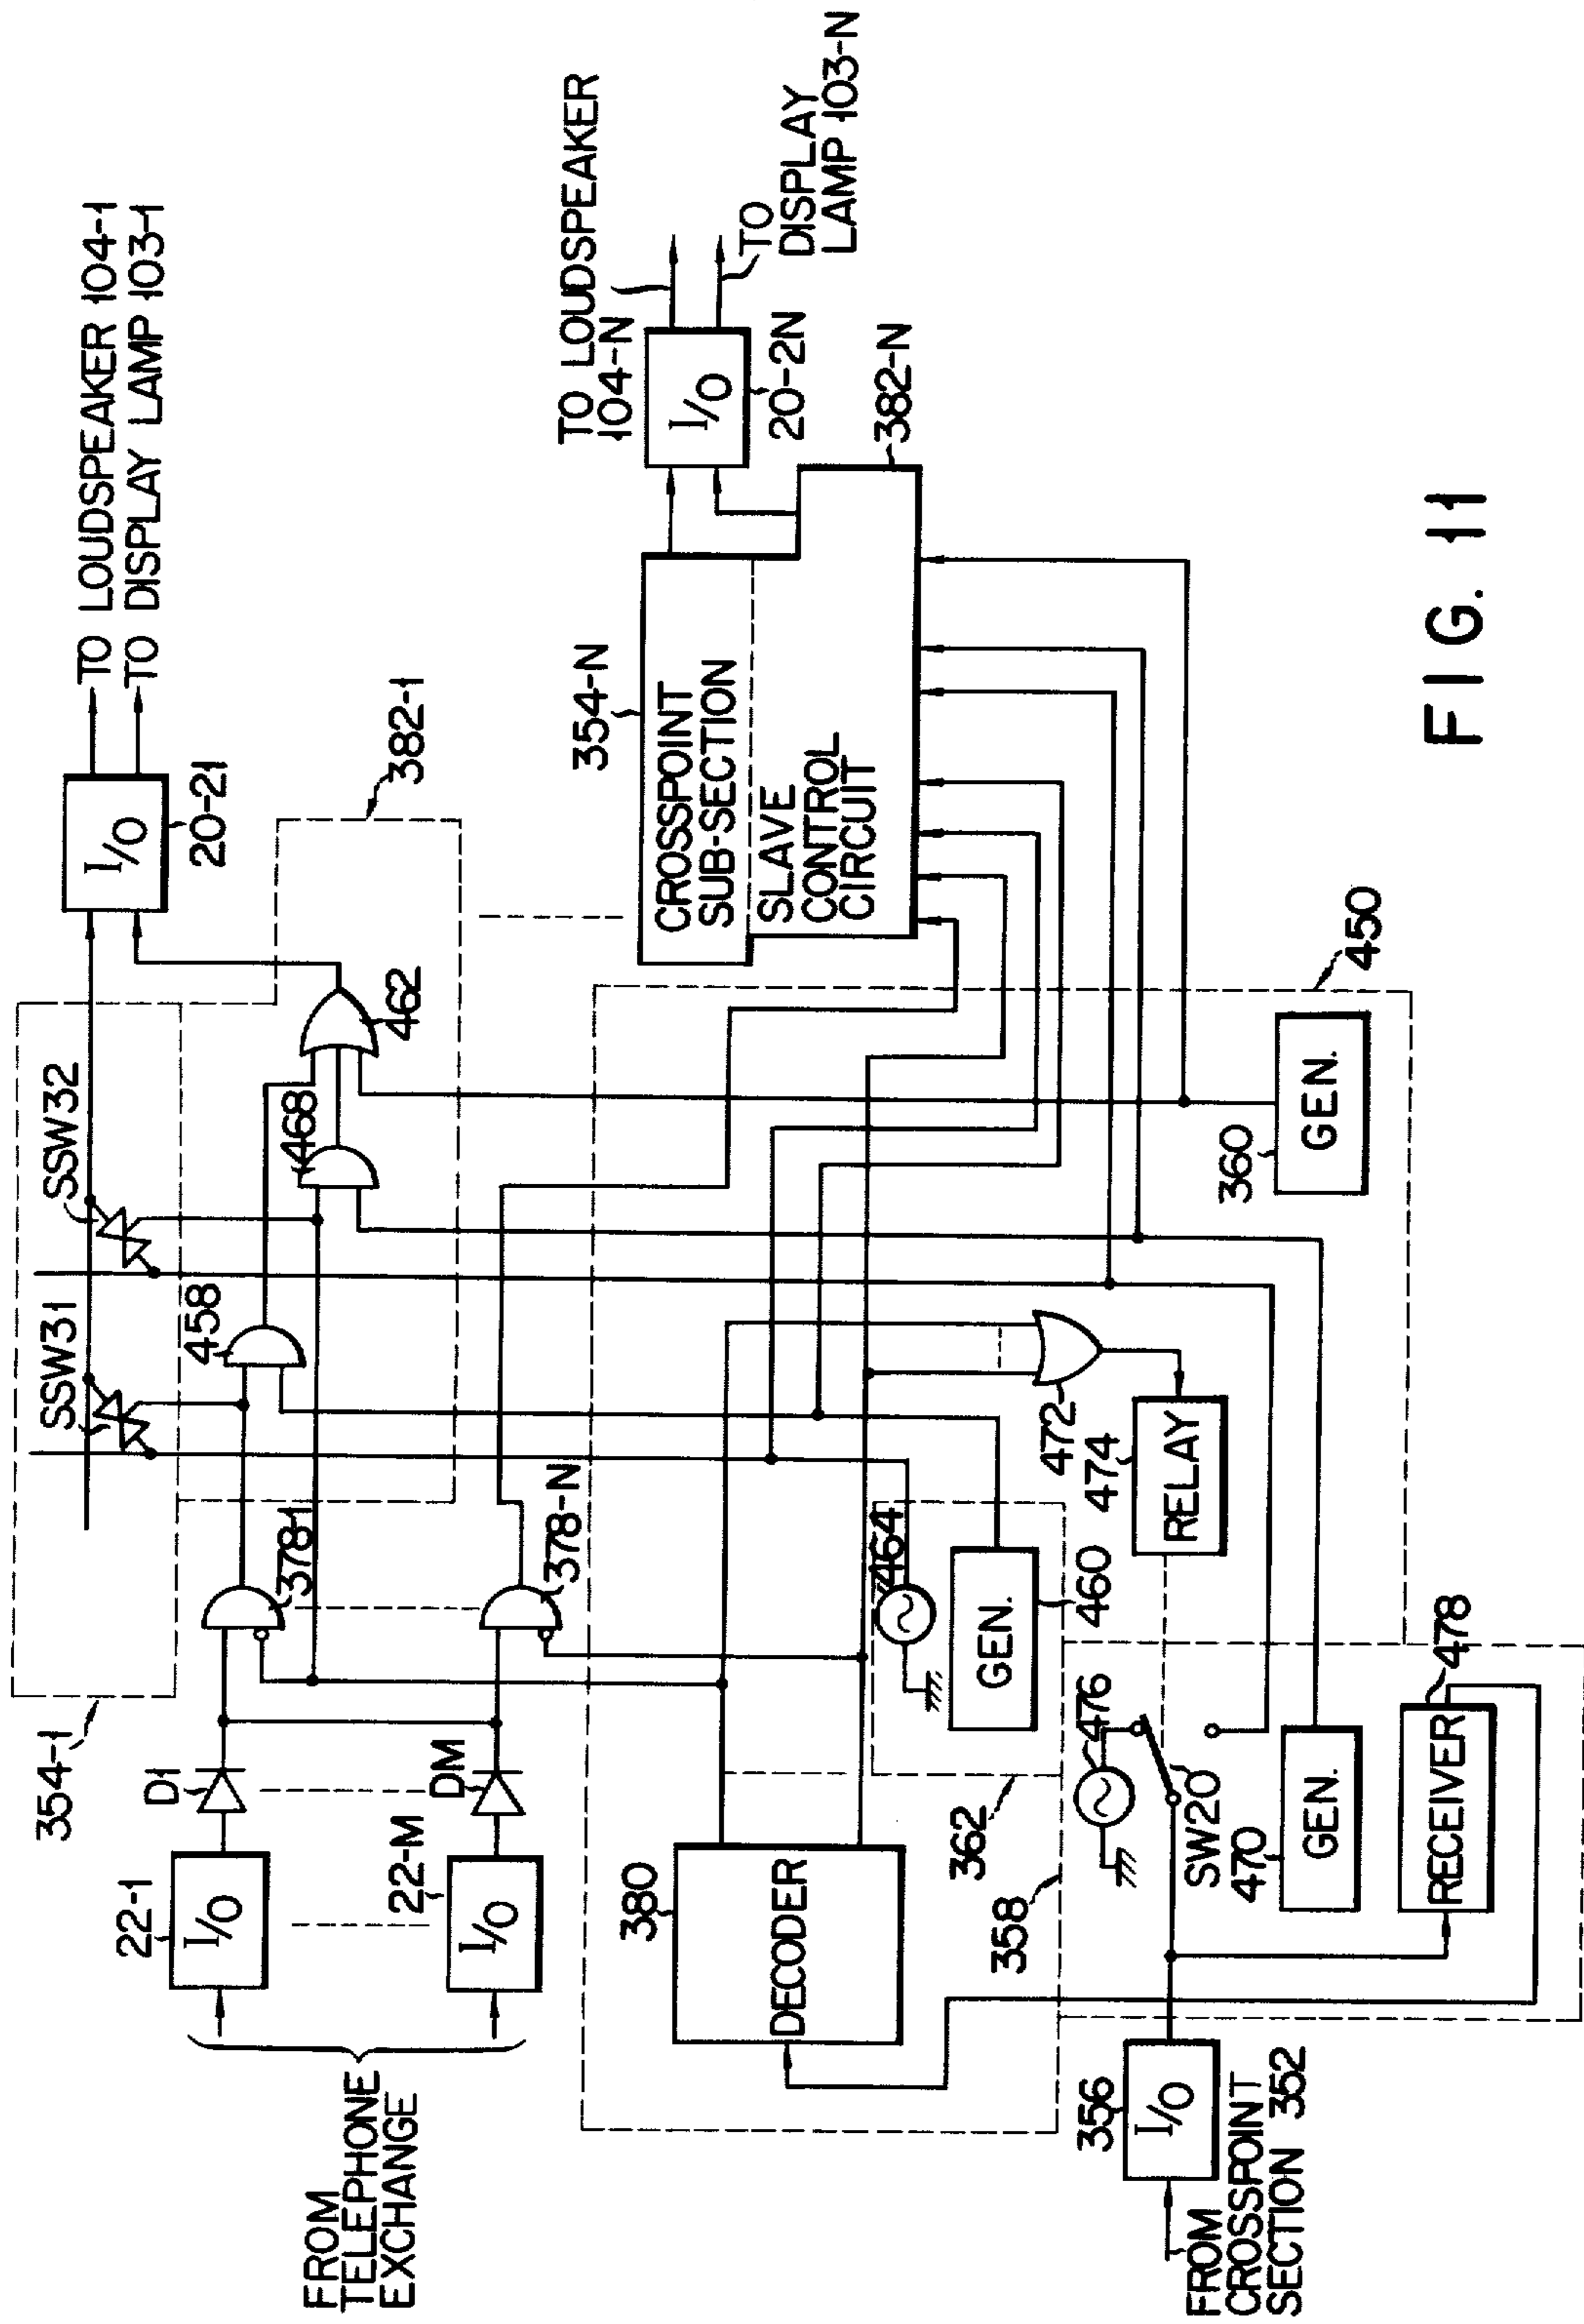 FROM
TELEPHONE
EXCHANGE
22-1
I/O
D1
22-M
I/O
DM
354-1
378-1
378-N
SSW31
SSW32
458
468
462
382-1
I/O
20-21
TO LOUDSPEAKER 104-1
TO DISPLAY LAMP 103-1
354-N
CROSSPOINT
SUB-SECTION
SLAVE
CONTROL
CIRCUIT
382-N
TO LOUDSPEAKER
104-N
I/O
20-2N
TO
DISPLAY
LAMP 103-N
380
DECODER
362
358
464
GEN.
460
472
474
RELAY
360
GEN.
450
FROM
CROSSPOINT
SECTION 352
356
I/O
476
SW20
470
GEN.
RECEIVER
478
FIG. 11